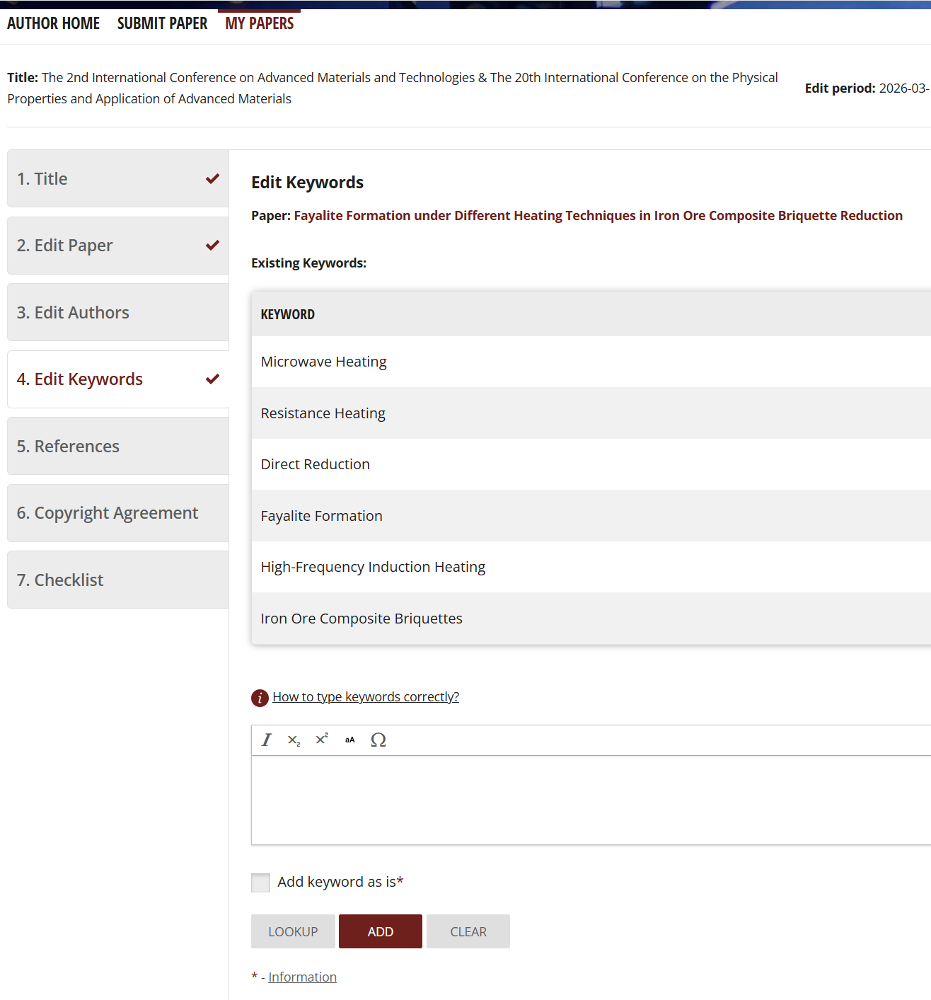 AUTHOR HOME SUBMIT PAPER MY PAPERS
Title: The 2nd International Conference on Advanced Materials and Technologies & The 20th International Conference on the Physical
Properties and Application of Advanced Materials
Edit period: 2026-03-
1. Title
2. Edit Paper
3. Edit Authors
4. Edit Keywords
5. References
6. Copyright Agreement
7. Checklist
Edit Keywords
Paper: Fayalite Formation under Different Heating Techniques in Iron Ore Composite Briquette Reduction
Existing Keywords:
KEYWORD
Microwave Heating
Resistance Heating
Direct Reduction
Fayalite Formation
High-Frequency Induction Heating
Iron Ore Composite Briquettes
i How to type keywords correctly?
I x₂ x² aA Ω
Add keyword as is*
LOOKUP ADD CLEAR
* - Information